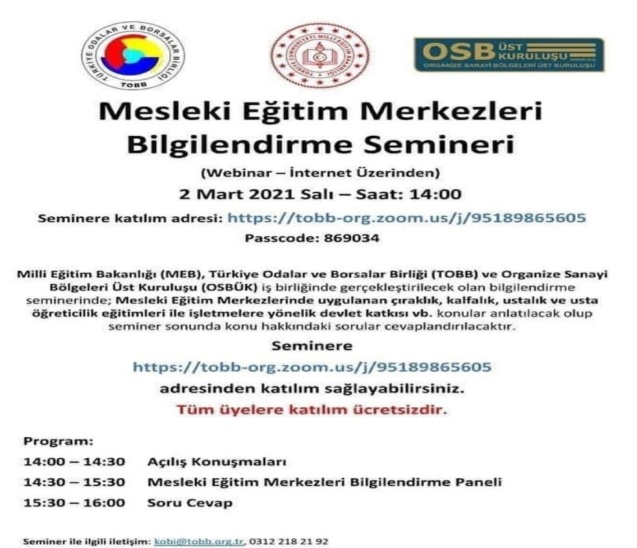 TÜRKİYE ODALAR VE BORSALAR BİRLİĞİ
TOBB
OSB ÜST KURULUŞU
ORGANİZE SANAYİ BÖLGELERİ ÜST KURULUŞU
Mesleki Eğitim Merkezleri
Bilgilendirme Semineri
(Webinar – İnternet Üzerinden)
2 Mart 2021 Salı – Saat: 14:00
Seminere katılım adresi: https://tobb-org.zoom.us/j/95189865605
Passcode: 869034
Milli Eğitim Bakanlığı (MEB), Türkiye Odalar ve Borsalar Birliği (TOBB) ve Organize Sanayi
Bölgeleri Üst Kuruluşu (OSBÜK) iş birliğinde gerçekleştirilecek olan bilgilendirme
seminerinde; Mesleki Eğitim Merkezlerinde uygulanan çıraklık, kalfalık, ustalık ve usta
öğreticilik eğitimleri ile işletmelere yönelik devlet katkısı vb. konular anlatılacak olup
seminer sonunda konu hakkındaki sorular cevaplandırılacaktır.
Seminere
https://tobb-org.zoom.us/j/95189865605
adresinden katılım sağlayabilirsiniz.
Tüm üyelere katılım ücretsizdir.
Program:
14:00 – 14:30 Açılış Konuşmaları
14:30 – 15:30 Mesleki Eğitim Merkezleri Bilgilendirme Paneli
15:30 – 16:00 Soru Cevap
Seminer ile ilgili iletişim: kobi@tobb.org.tr, 0312 218 21 92